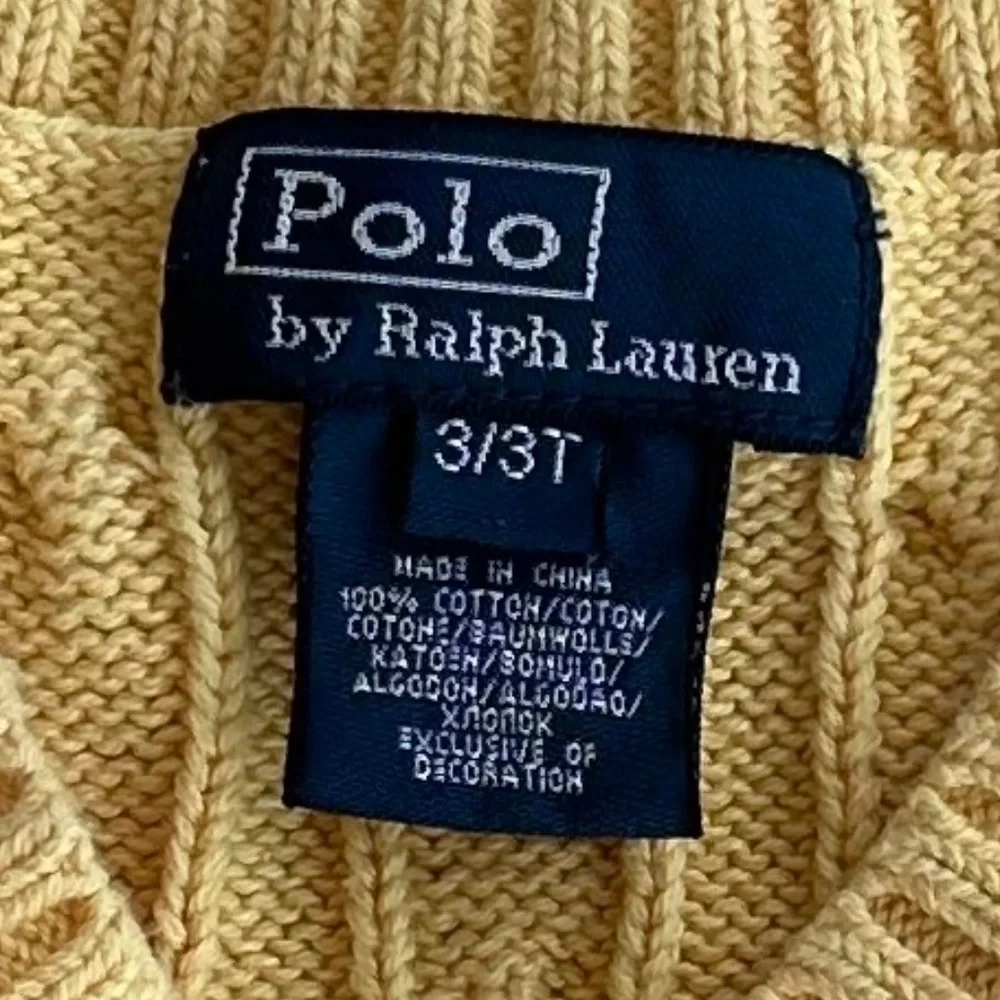 Polo
by Ralph Lauren
3/3T
MADE IN CHINA
100% COTTON/COTON/
COTONE/BAUMWOLLE/
KATOEN/BOMULD/
ALGODON/ALGODAO/
ХЛОПОК
EXCLUSIVE OF
DECORATION